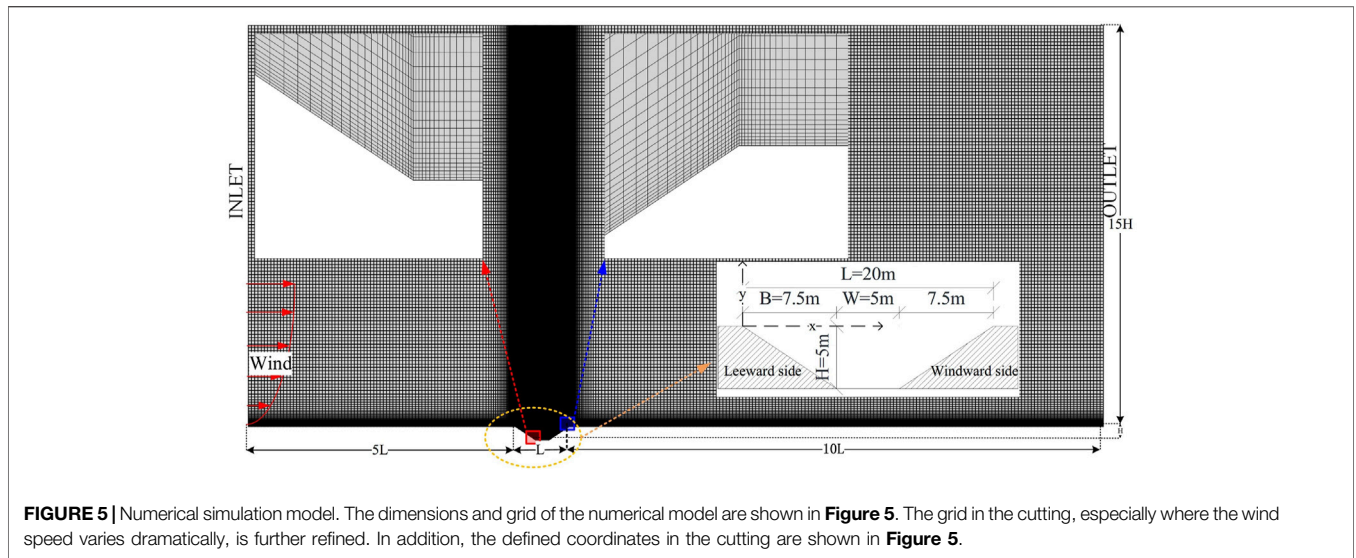 INLET
OUTLET
15H
L=20m
y
B=7.5m W=5m 7.5m
x
H=5m
Leeward side
Windward side
Wind
H
5L
L
10L
FIGURE 5 | Numerical simulation model. The dimensions and grid of the numerical model are shown in Figure 5. The grid in the cutting, especially where the wind
speed varies dramatically, is further refined. In addition, the defined coordinates in the cutting are shown in Figure 5.